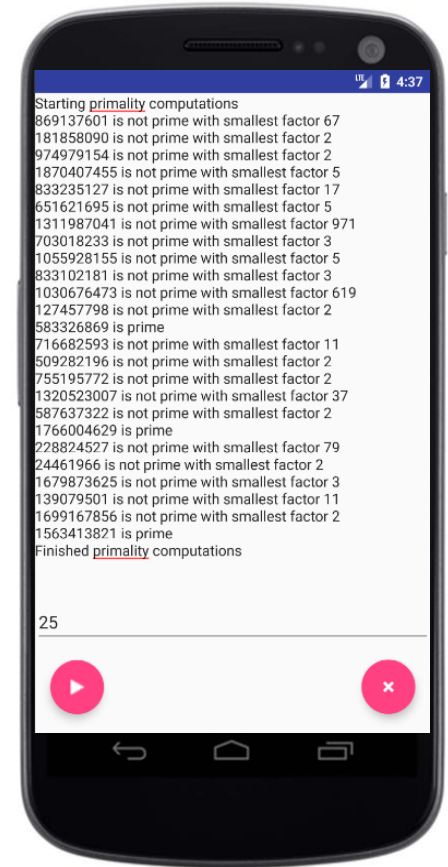 LTE 4:37
Starting primality computations
869137601 is not prime with smallest factor 67
181858090 is not prime with smallest factor 2
974979154 is not prime with smallest factor 2
1870407455 is not prime with smallest factor 5
833235127 is not prime with smallest factor 17
651621695 is not prime with smallest factor 5
1311987041 is not prime with smallest factor 971
703018233 is not prime with smallest factor 3
1055928155 is not prime with smallest factor 5
833102181 is not prime with smallest factor 3
1030676473 is not prime with smallest factor 619
127457798 is not prime with smallest factor 2
583326869 is prime
716682593 is not prime with smallest factor 11
509282196 is not prime with smallest factor 2
755195772 is not prime with smallest factor 2
1320523007 is not prime with smallest factor 37
587637322 is not prime with smallest factor 2
1766004629 is prime
228824527 is not prime with smallest factor 79
24461966 is not prime with smallest factor 2
1679873625 is not prime with smallest factor 3
139079501 is not prime with smallest factor 11
1699167856 is not prime with smallest factor 2
1563413821 is prime
Finished primality computations
25